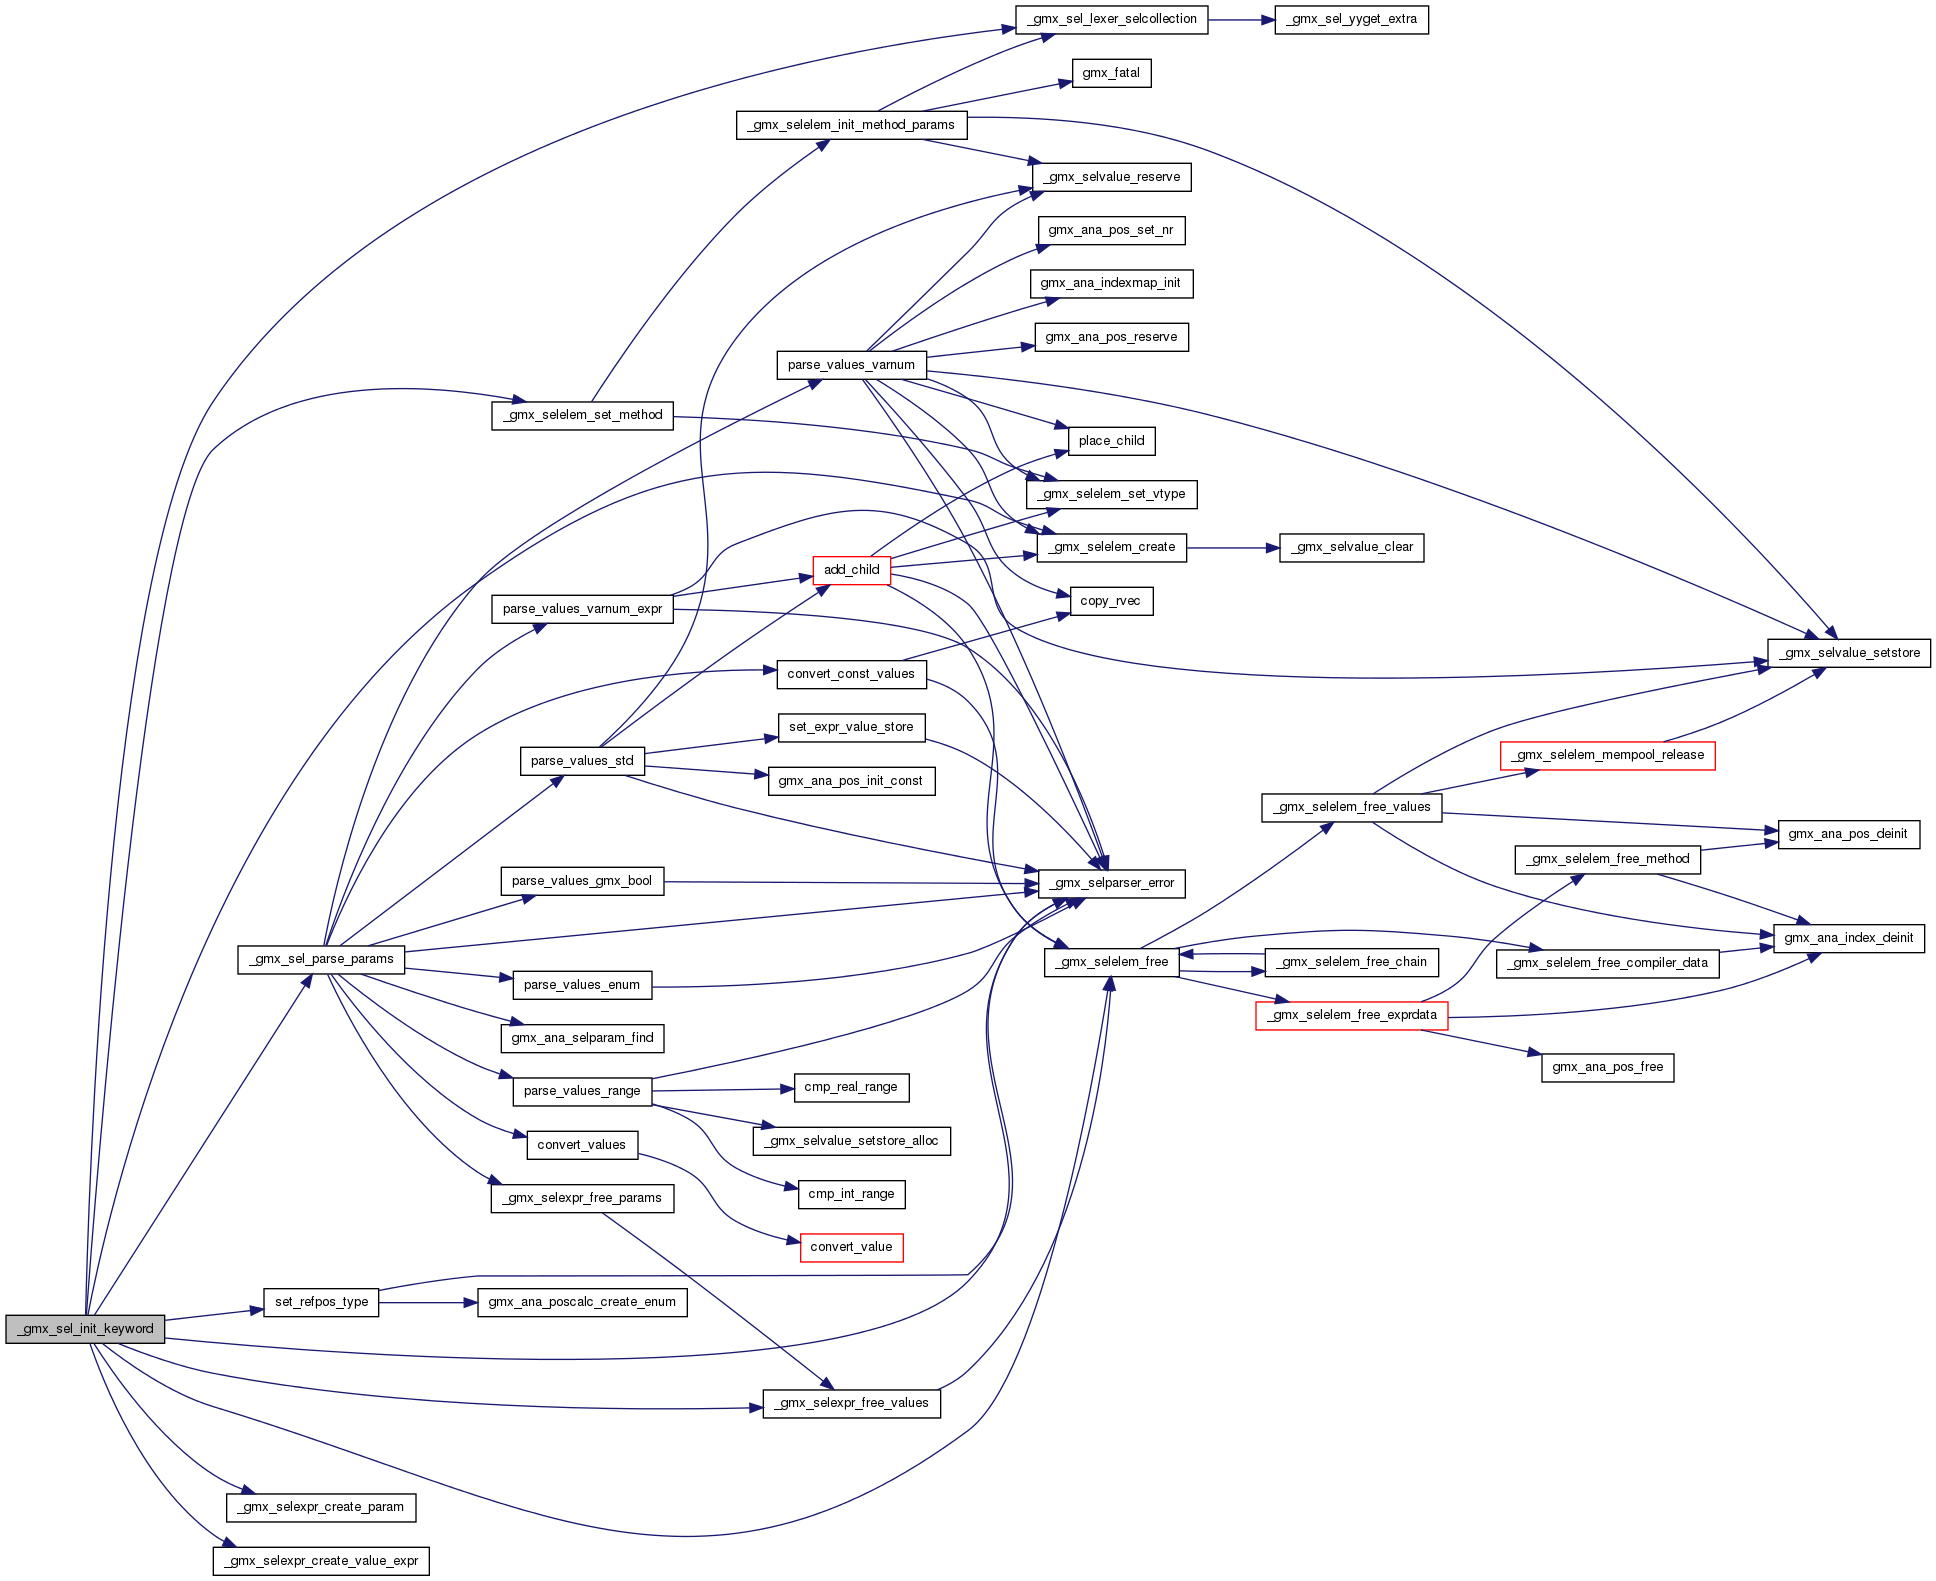 _gmx_sel_lexer_selcollection
_gmx_sel_yyget_extra
gmx_fatal
_gmx_selelem_init_method_params
_gmx_selvalue_reserve
gmx_ana_pos_set_nr
gmx_ana_indexmap_init
gmx_ana_pos_reserve
parse_values_varnum
_gmx_selelem_set_method
place_child
_gmx_selelem_set_vtype
_gmx_selelem_create
_gmx_selvalue_clear
add_child
copy_rvec
parse_values_varnum_expr
_gmx_selvalue_setstore
convert_const_values
set_expr_value_store
_gmx_selelem_mempool_release
parse_values_std
gmx_ana_pos_init_const
_gmx_selelem_free_values
gmx_ana_pos_deinit
_gmx_selelem_free_method
parse_values_gmx_bool
_gmx_selparser_error
gmx_ana_index_deinit
_gmx_sel_parse_params
_gmx_selelem_free
_gmx_selelem_free_chain
_gmx_selelem_free_compiler_data
parse_values_enum
_gmx_selelem_free_exprdata
gmx_ana_selparam_find
gmx_ana_pos_free
parse_values_range
cmp_real_range
convert_values
_gmx_selvalue_setstore_alloc
_gmx_selexpr_free_params
cmp_int_range
convert_value
set_refpos_type
gmx_ana_poscalc_create_enum
_gmx_sel_init_keyword
_gmx_selexpr_free_values
_gmx_selexpr_create_param
_gmx_selexpr_create_value_expr